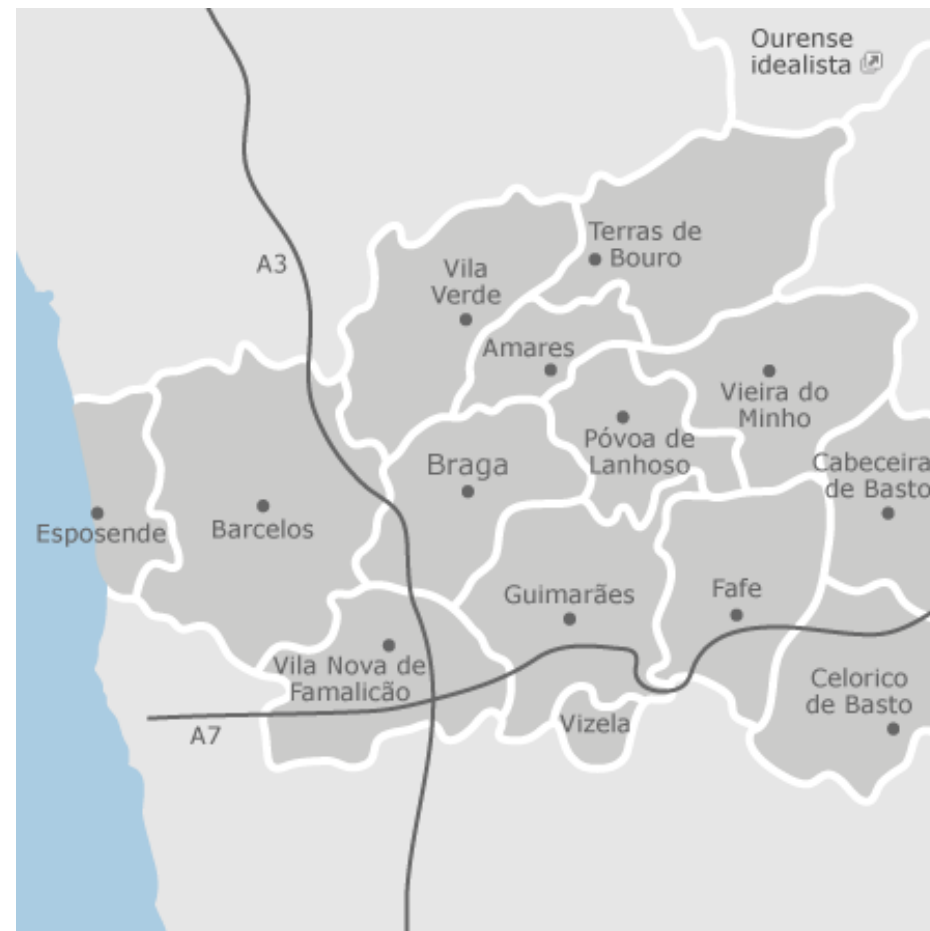 Ourense
idealista
Terras de
Bouro
A3
Vila
Verde
Amares
Vieira do
Minho
Póvoa de
Lanhoso
Braga
Cabeceira
de Basto
Esposende
Barcelos
Guimarães
Fafe
Vila Nova de
Famalicão
Celorico
de Basto
Vizela
A7